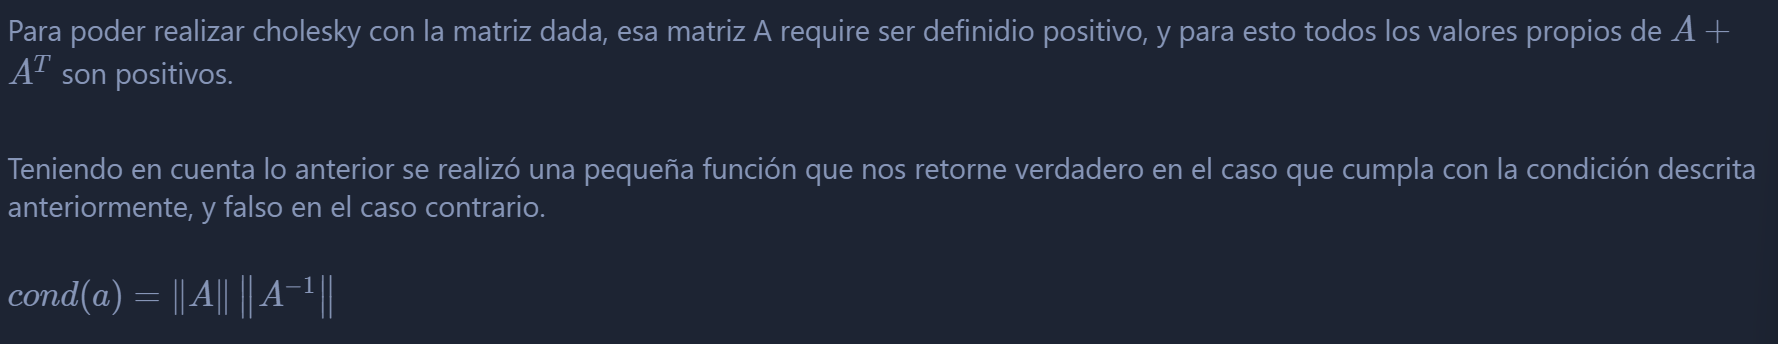 Para poder realizar cholesky con la matriz dada, esa matriz A require ser definidio positivo, y para esto todos los valores propios de $A +$
$A^T$ son positivos.
Teniendo en cuenta lo anterior se realizó una pequeña función que nos retorne verdadero en el caso que cumpla con la condición descrita
anteriormente, y falso en el caso contrario.
$cond(a) = \|A\| \left\|A^{-1}\right\|$